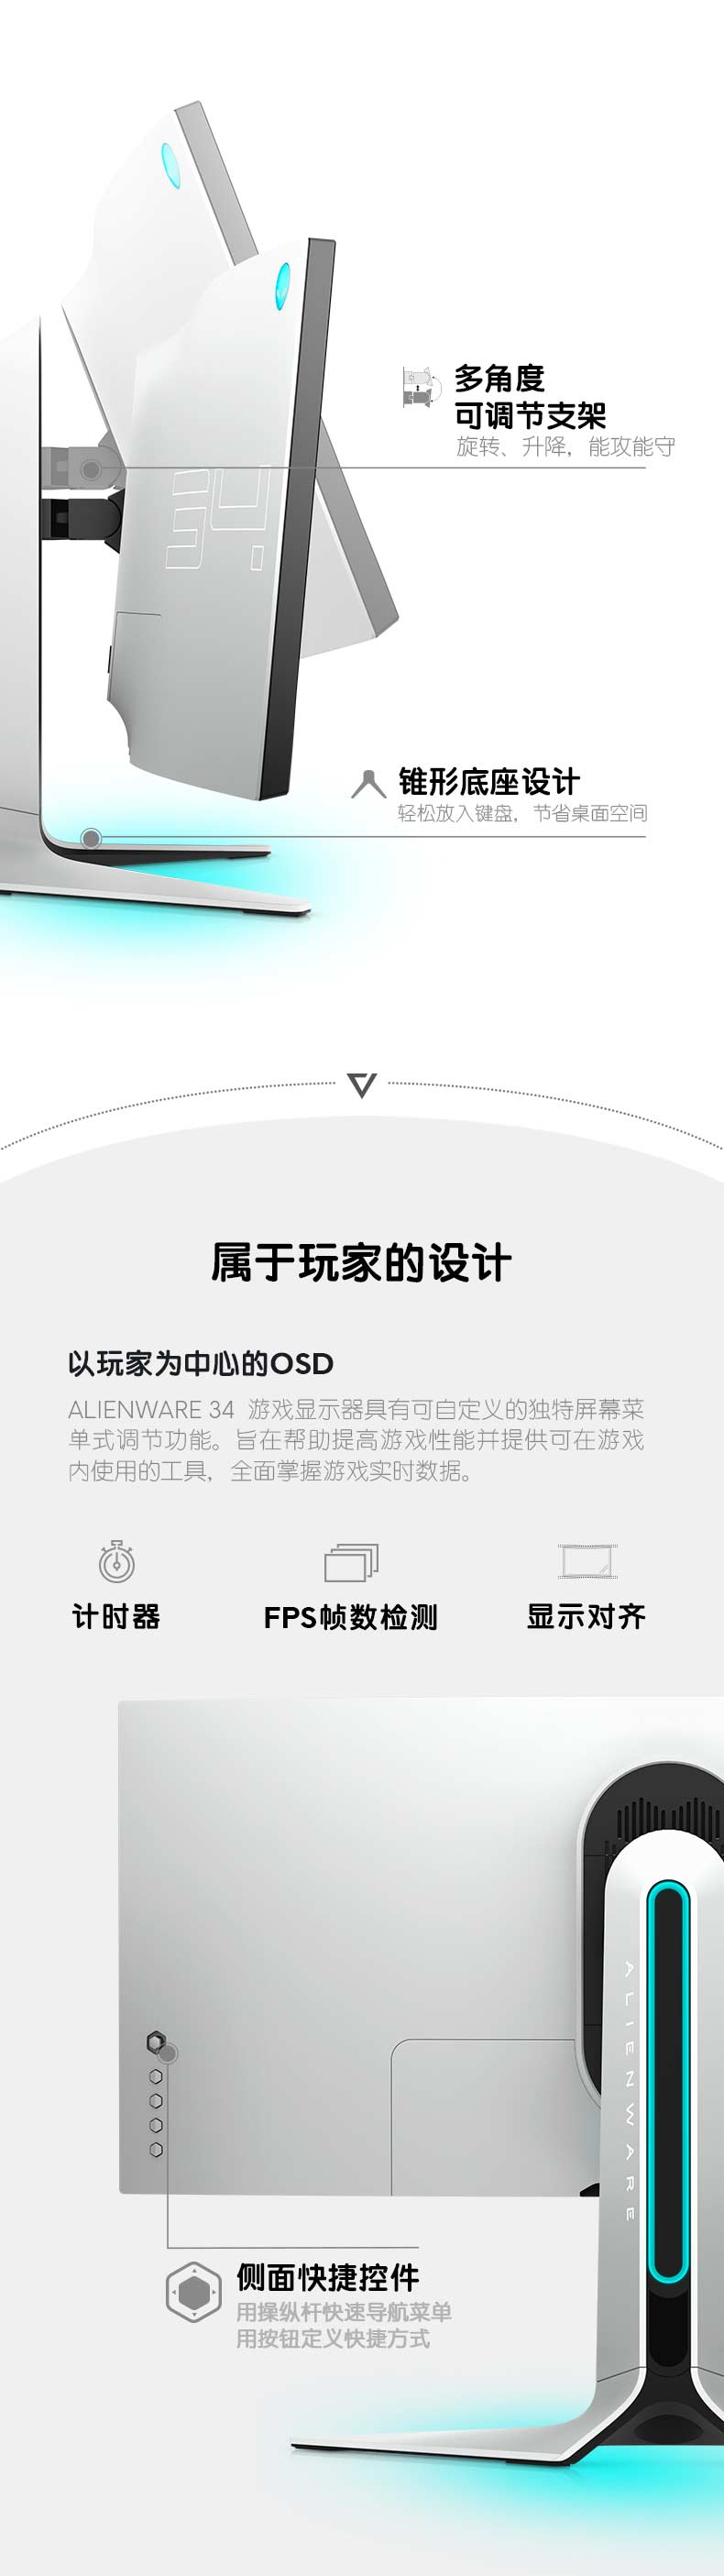 多角度
可调节支架
旋转、升降，能攻能守
34
锥形底座设计
轻松放入键盘，节省桌面空间
属于玩家的设计
以玩家为中心的OSD
ALIENWARE 34 游戏显示器具有可自定义的独特屏幕菜
单式调节功能。旨在帮助提高游戏性能并提供可在游戏
内使用的工具，全面掌握游戏实时数据。
计时器
FPS帧数检测
显示对齐
ALIENWARE
侧面快捷控件
用操纵杆快速导航菜单
用按钮定义快捷方式